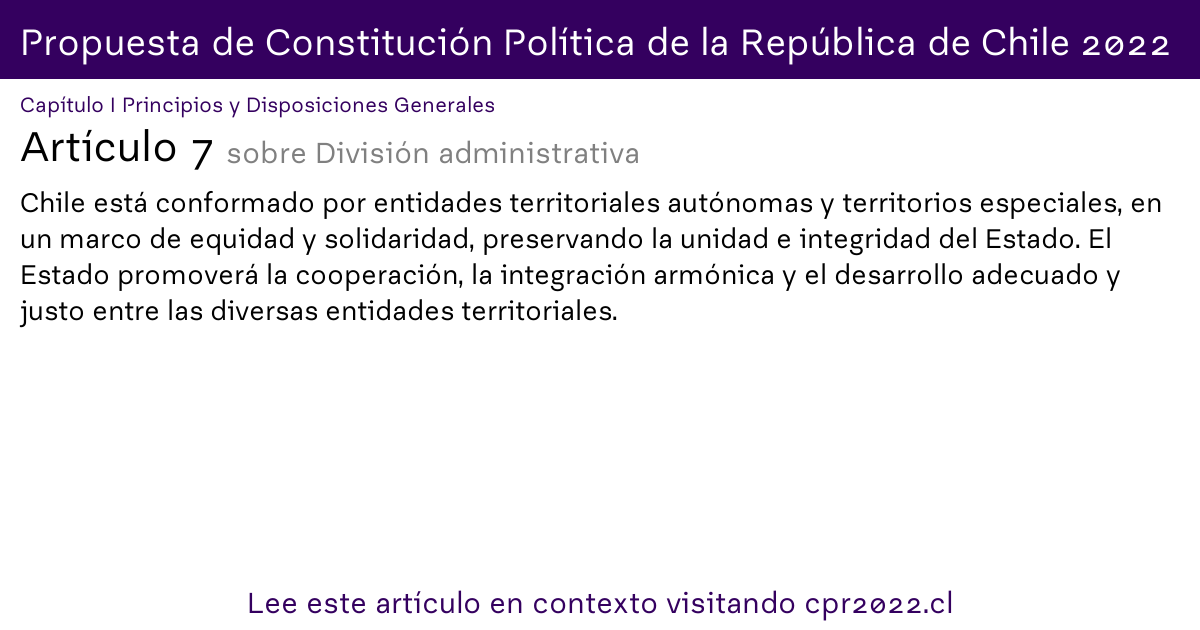 Propuesta de Constitución Política de la República de Chile 2022
Capítulo I Principios y Disposiciones Generales
Artículo 7 sobre División administrativa
Chile está conformado por entidades territoriales autónomas y territorios especiales, en
un marco de equidad y solidaridad, preservando la unidad e integridad del Estado. El
Estado promoverá la cooperación, la integración armónica y el desarrollo adecuado y
justo entre las diversas entidades territoriales.
Lee este artículo en contexto visitando cpr2022.cl